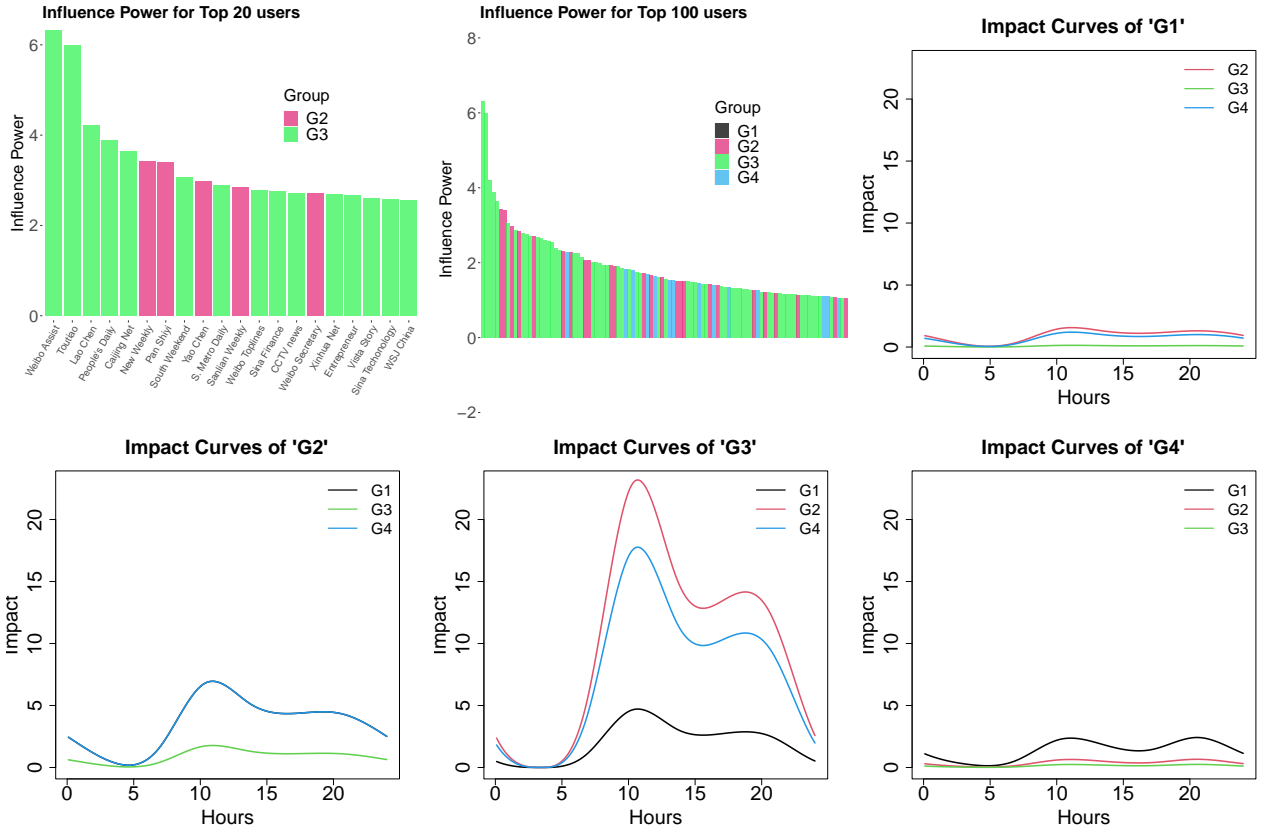 Influence Power for Top 20 users
Influence Power
6
4
2
0
Group
G2
G3
Weibo Assist
Toutiao
Lao Chen
People's Daily
Caijing Net
New Weekly
Pan Shiyi
South Weekend
Yao Chen
S. Metro Daily
Sanlian Weekly
Weibo Toplines
Sina Finance
CCTV news
Weibo Secretary
Xinhua Net
Entrepreneur
Vista Story
Sina Techonology
WSJ China
Influence Power for Top 100 users
Influence Power
8
6
4
2
0
−2
Group
G1
G2
G3
G4
Impact Curves of 'G1'
Impact
20
15
10
5
0
G2
G3
G4
0 5 10 15 20
Hours
Impact Curves of 'G2'
Impact
20
15
10
5
0
G1
G3
G4
0 5 10 15 20
Hours
Impact Curves of 'G3'
Impact
20
15
10
5
0
G1
G2
G4
0 5 10 15 20
Hours
Impact Curves of 'G4'
Impact
20
15
10
5
0
G1
G2
G3
0 5 10 15 20
Hours